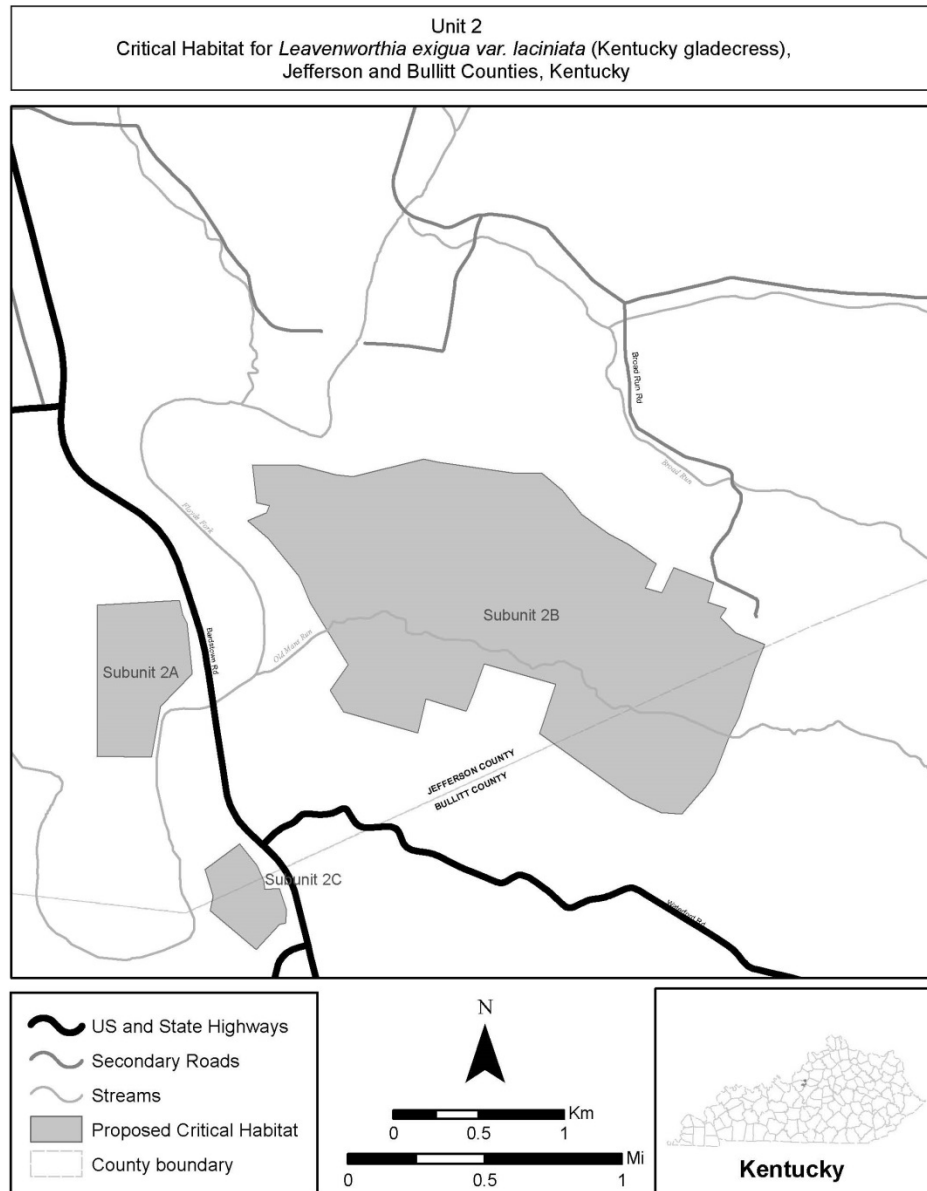 Unit 2
Critical Habitat for Leavenworthia exigua var. laciniata (Kentucky gladecress),
Jefferson and Bullitt Counties, Kentucky
Broad Run Rd
Broad Run
Floyds Fork
Subunit 2B
Old Mans Run
Bardstown Rd
Subunit 2A
JEFFERSON COUNTY
BULLITT COUNTY
Subunit 2C
Waterford Rd
US and State Highways
Secondary Roads
Streams
Proposed Critical Habitat
County boundary
N
Km
0 0.5 1
Mi
0 0.5 1
2
Kentucky